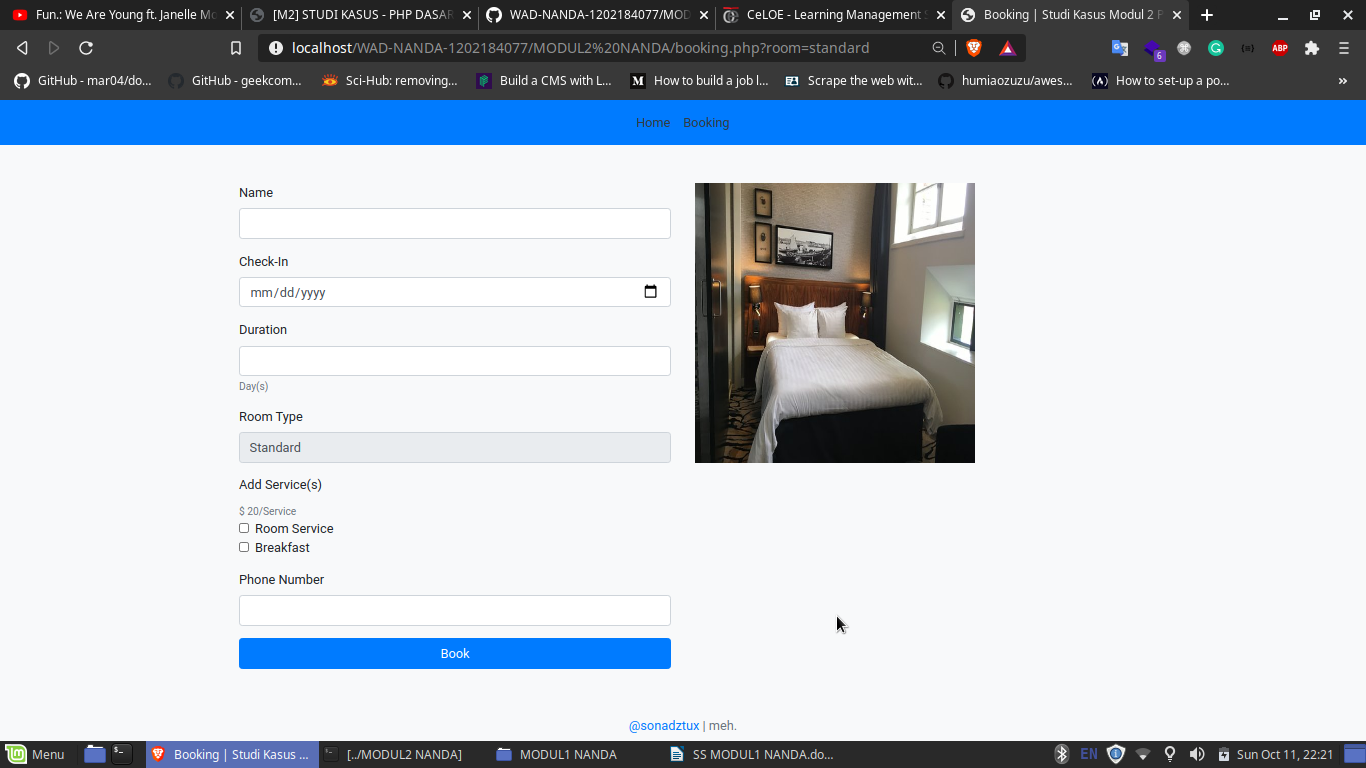 Fun.: We Are Young ft. Janelle Mo
[M2] STUDI KASUS - PHP DASAR
WAD-NANDA-1202184077/MOD
CeLOE - Learning Management S
Booking | Studi Kasus Modul 2 P
localhost/WAD-NANDA-1202184077/MODUL2%20NANDA/booking.php?room=standard
6
ABP
GitHub - mar04/do...
GitHub - geekcom...
Sci-Hub: removing...
Build a CMS with L...
How to build a job l...
Scrape the web wit...
humiaozuzu/awes...
How to set-up a po...
»
Home Booking
Name
Check-In
mm/dd/yyyy
Duration
Day(s)
Room Type
Standard
Add Service(s)
$ 20/Service
Room Service
Breakfast
Phone Number
Book
@sonadztux | meh.
Menu
Booking | Studi Kasus ...
[../MODUL2 NANDA]
MODUL1 NANDA
SS MODUL1 NANDA.do...
EN
Sun Oct 11, 22:21